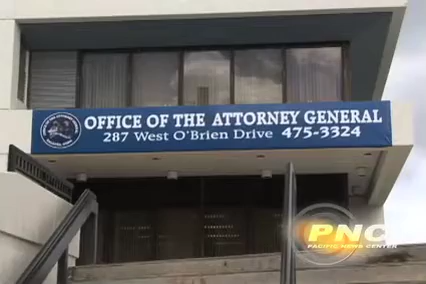 OFFICE OF THE ATTORNEY GENERAL
287 West O'Brien Drive 475-3324
PNC
PACIFIC NEWS CENTER